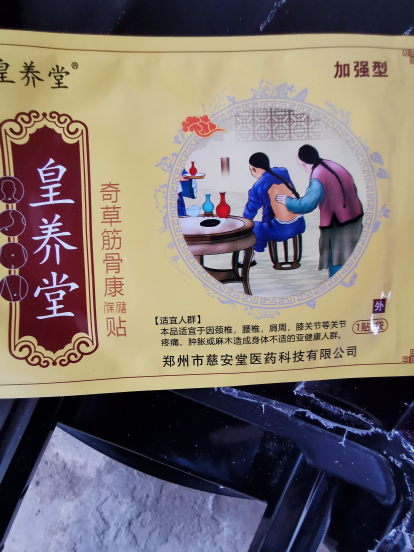 皇养堂®
加强型
皇养堂
奇草筋骨康
保健
贴
外
【适宜人群】
本品适宜于因颈椎，腰椎，肩周，膝关节等关节
疼痛、肿胀或麻木造成身体不适的亚健康人群。
郑州市慈安堂医药科技有限公司